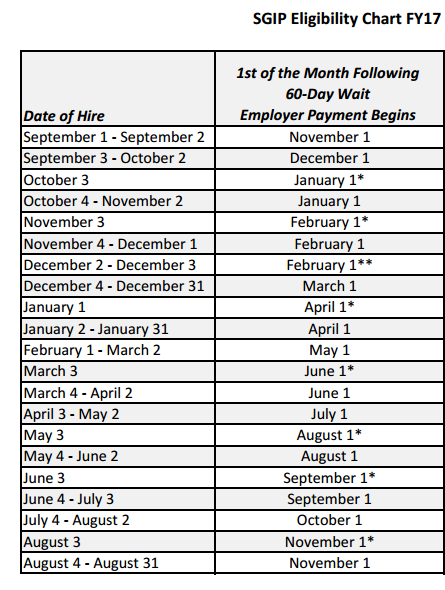 SGIP Eligibility Chart FY17
Date of Hire
1st of the Month Following
60-Day Wait
Employer Payment Begins
September 1 - September 2 November 1
September 3 - October 2 December 1
October 3 January 1*
October 4 - November 2 January 1
November 3 February 1*
November 4 - December 1 February 1
December 2 - December 3 February 1**
December 4 - December 31 March 1
January 1 April 1*
January 2 - January 31 April 1
February 1 - March 2 May 1
March 3 June 1*
March 4 - April 2 June 1
April 3 - May 2 July 1
May 3 August 1*
May 4 - June 2 August 1
June 3 September 1*
June 4 - July 3 September 1
July 4 - August 2 October 1
August 3 November 1*
August 4 - August 31 November 1